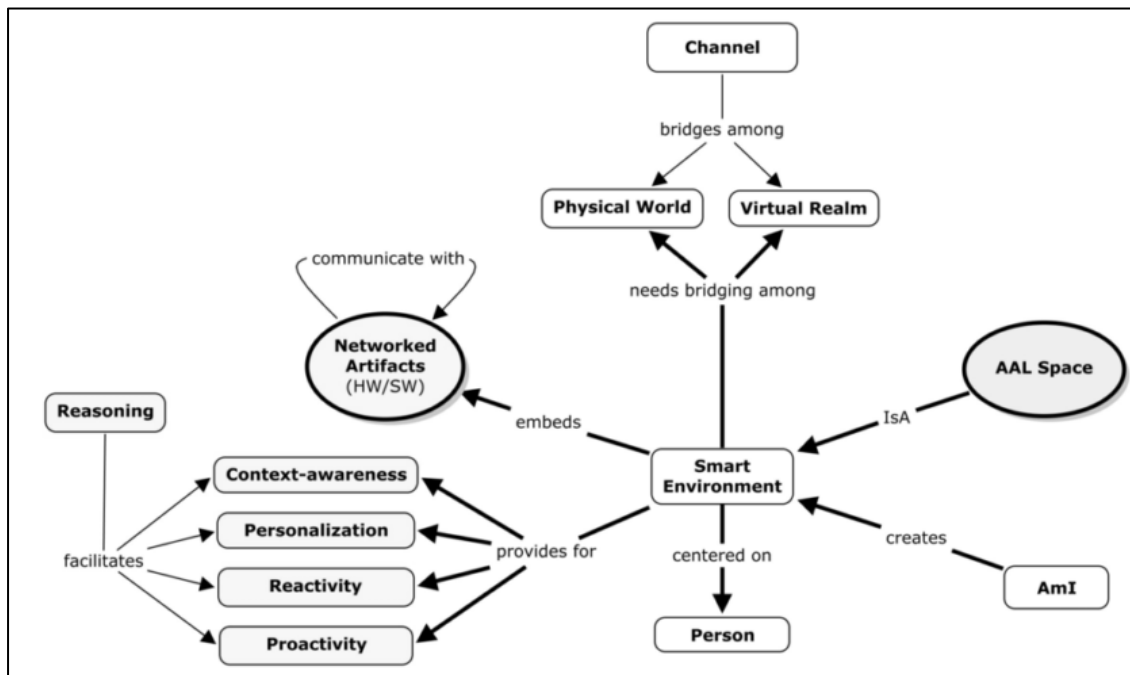 Channel
bridges among
Physical World
Virtual Realm
communicate with
needs bridging among
Networked
Artifacts
(HW/SW)
AAL Space
Reasoning
embeds
IsA
Context-awareness
Smart
Environment
Personalization
facilitates
provides for
centered on
creates
Reactivity
AmI
Proactivity
Person